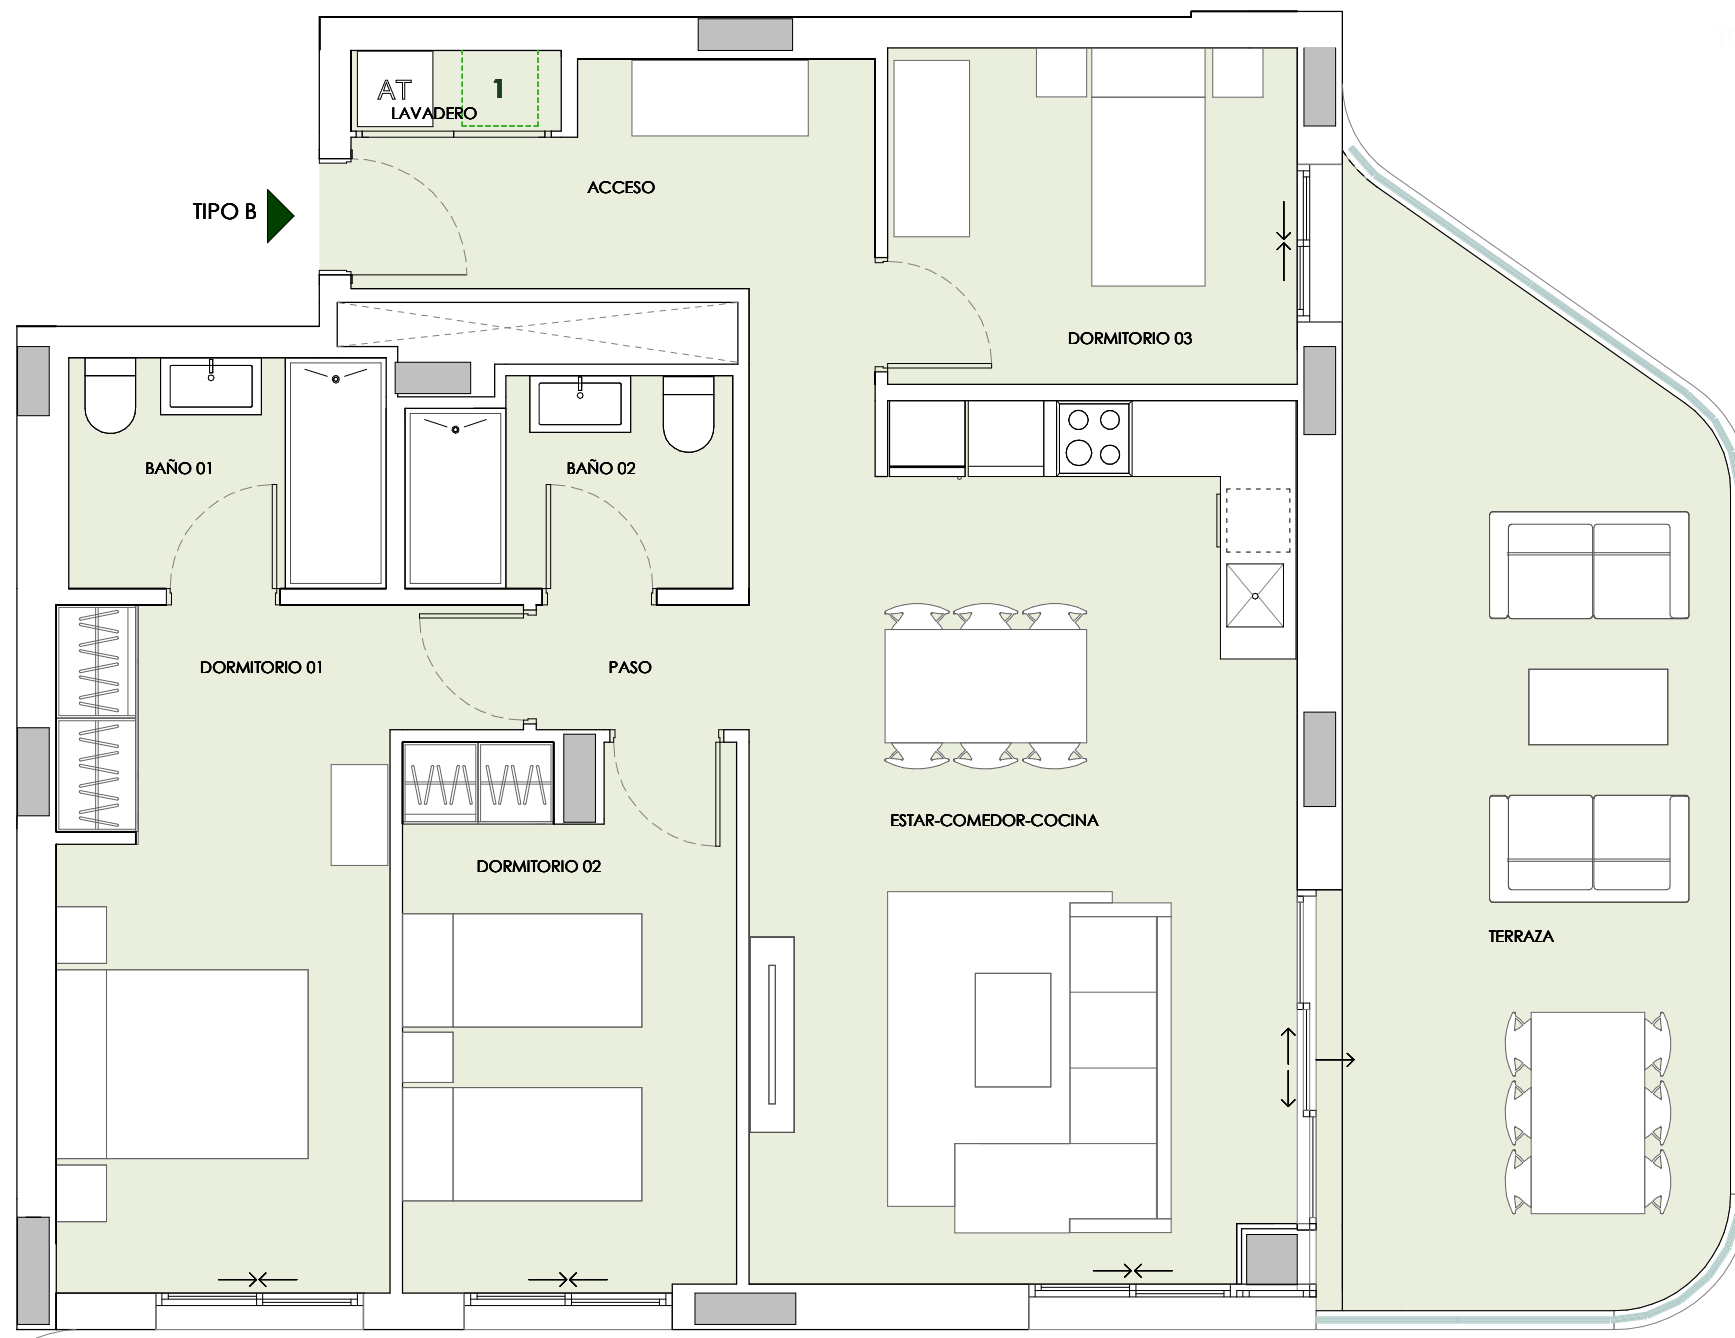 AT
1
LAVADERO
ACCESO
TIPO B
DORMITORIO 03
BAÑO 01
BAÑO 02
DORMITORIO 01
PASO
ESTAR-COMEDOR-COCINA
DORMITORIO 02
TERRAZA